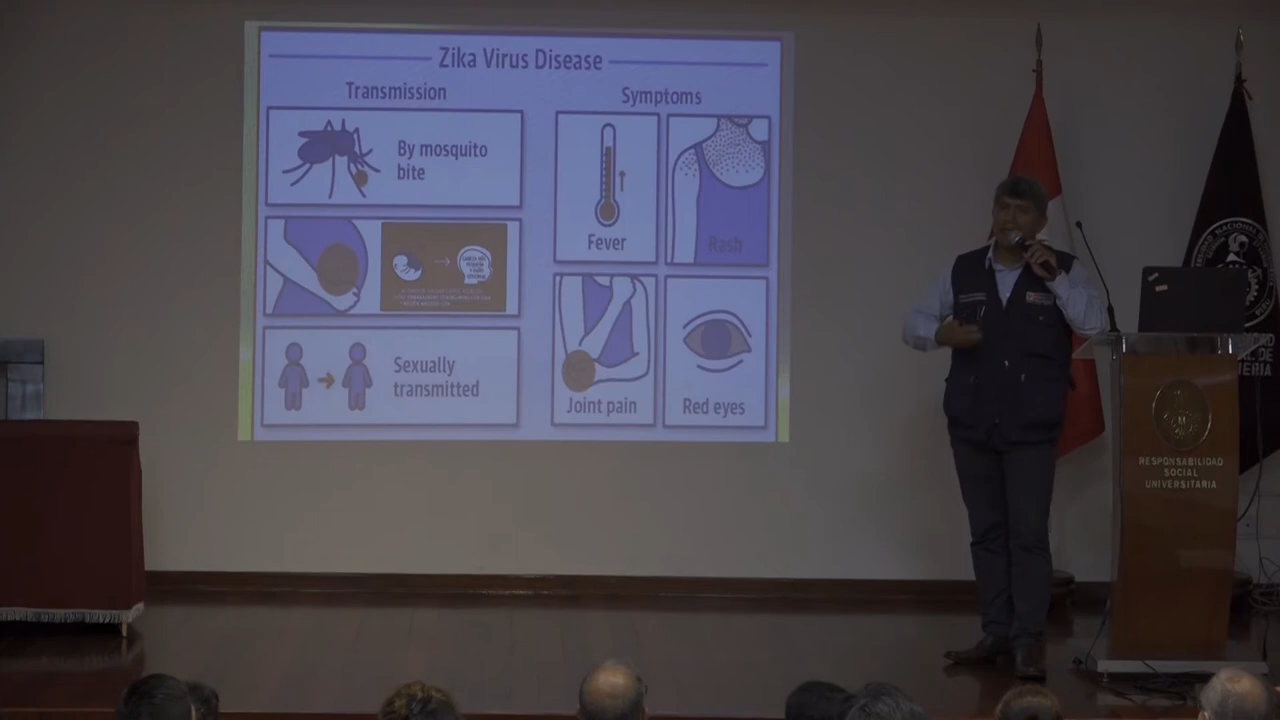 Zika Virus Disease
Transmission
Symptoms
By mosquito
bite
Fever
Rash
Sexually
transmitted
Joint pain
Red eyes
RESPONSABILIDAD
SOCIAL
UNIVERSITARIA